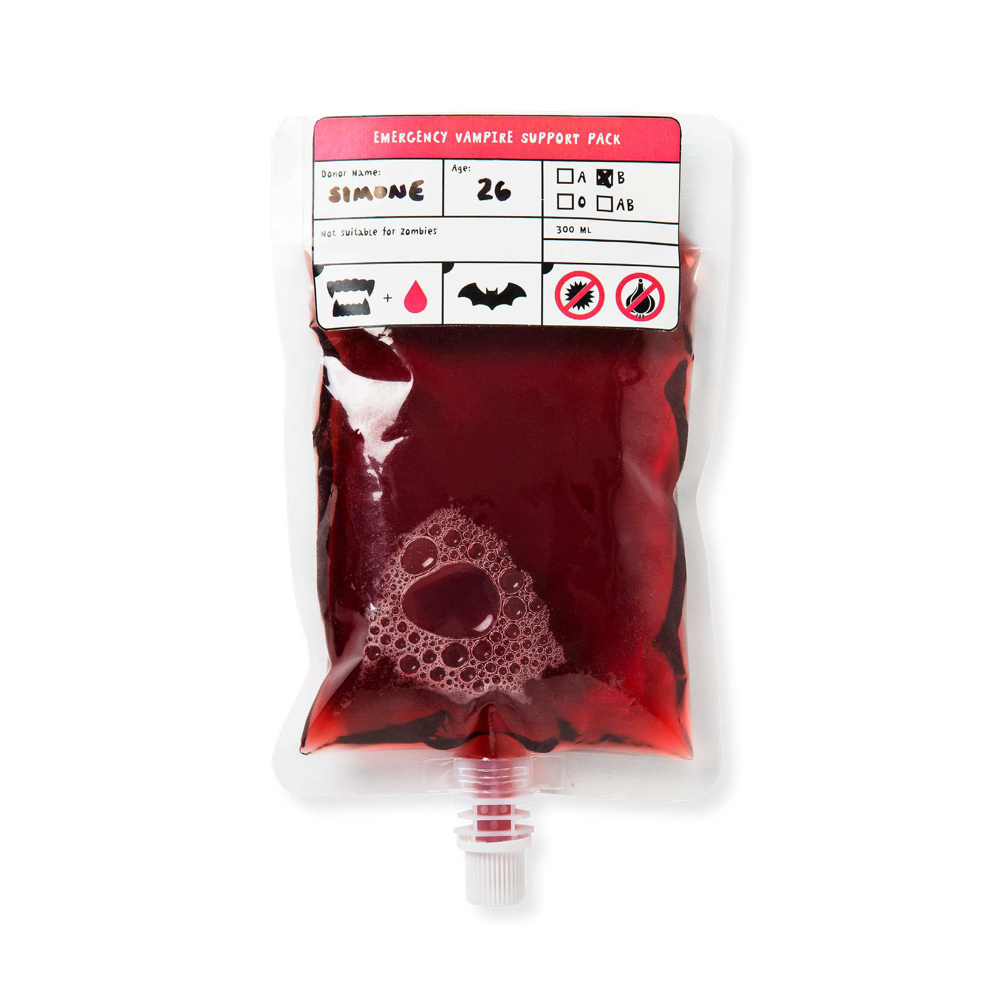 EMERGENCY VAMPIRE SUPPORT PACK
Donor Name:
SIMONE
Age:
26
A B
O AB
Not suitable for Zombies
300 ML
+